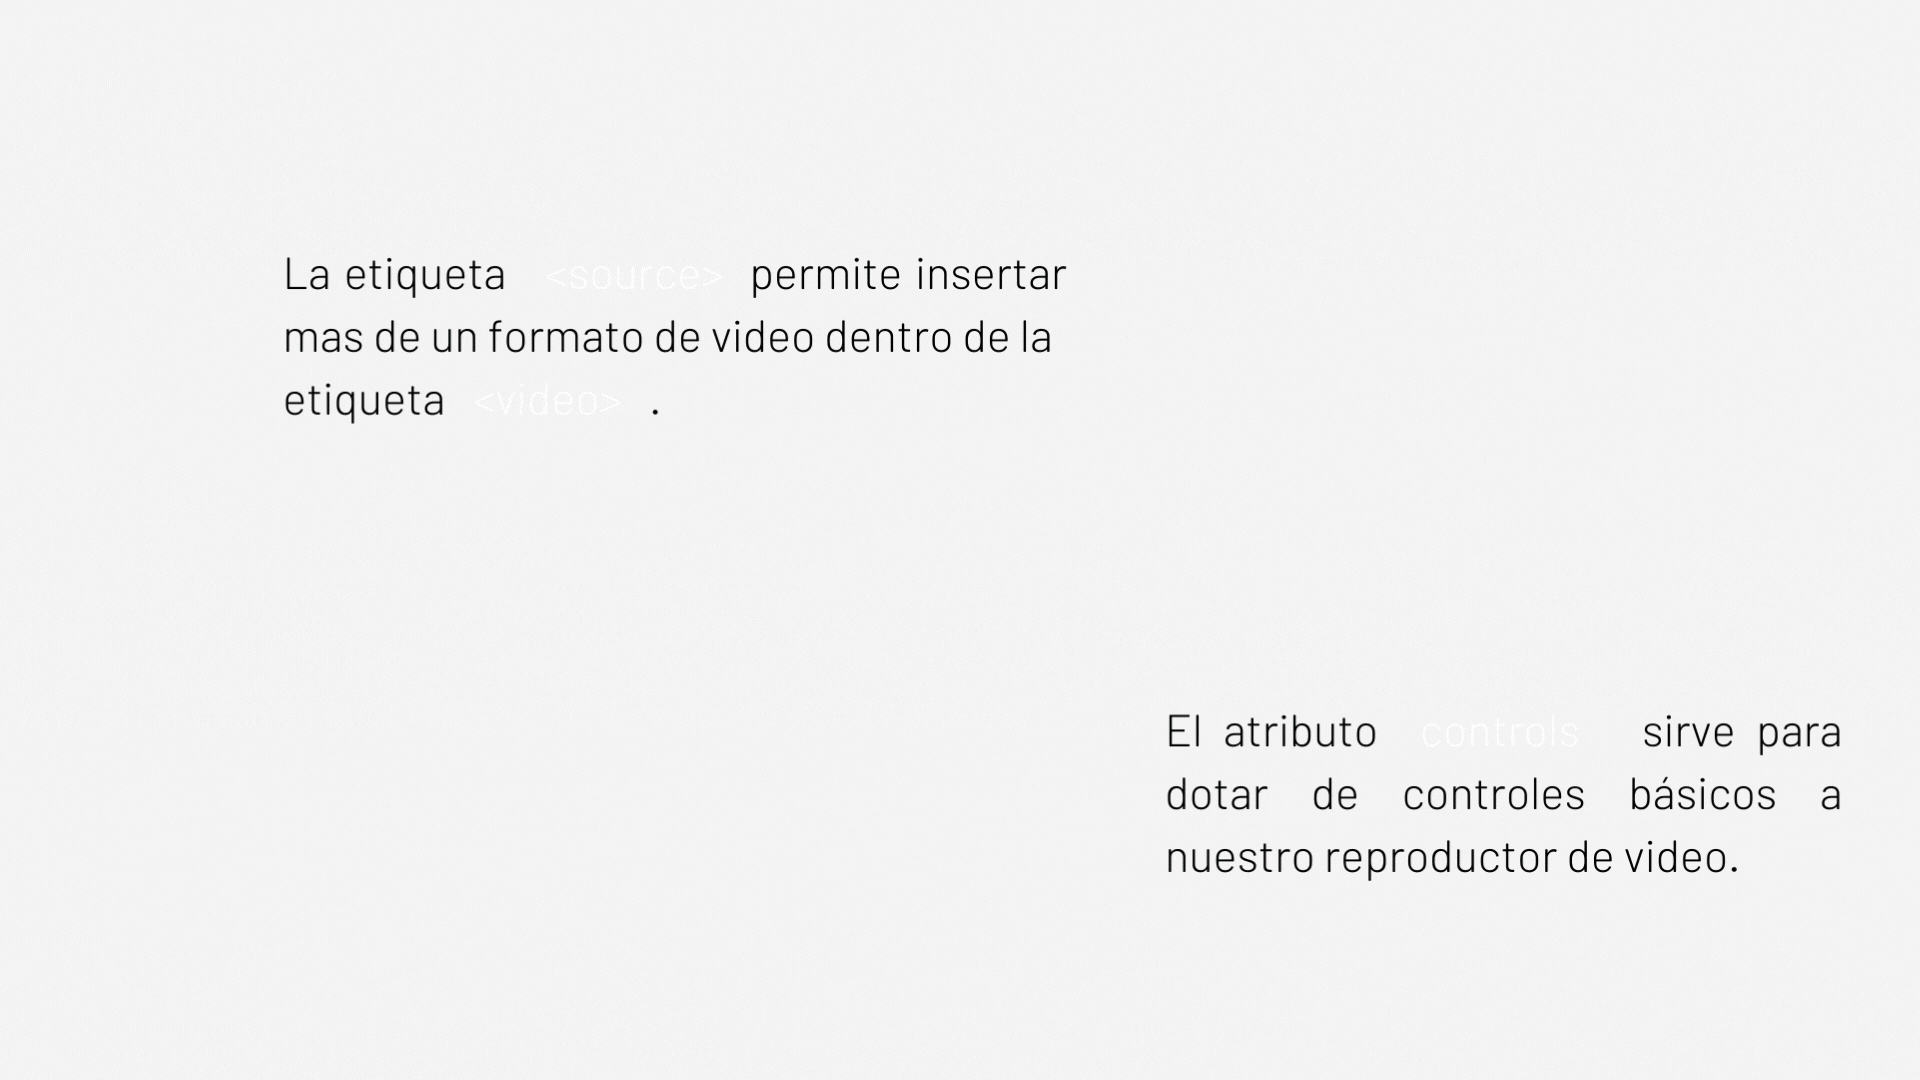 La etiqueta <source> permite insertar
mas de un formato de video dentro de la
etiqueta <video> .
El atributo controls sirve para
dotar de controles básicos a
nuestro reproductor de video.